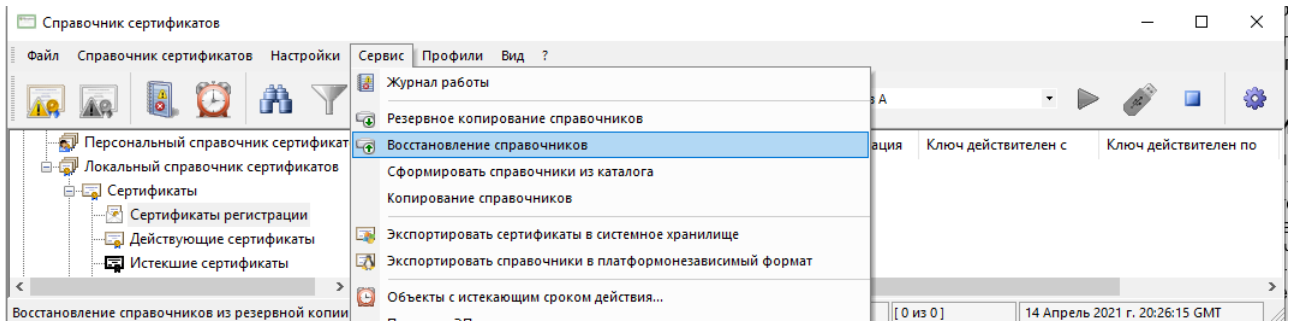 Справочник сертификатов
Файл Справочник сертификатов Настройки Сервис Профили Вид ?
Журнал работы
Резервное копирование справочников
Восстановление справочников
Сформировать справочники из каталога
Копирование справочников
Экспортировать сертификаты в системное хранилище
Экспортировать справочники в платформонезависимый формат
Объекты с истекающим сроком действия...
А
Ключ действителен с Ключ действителен по
Персональный справочник сертификат
Локальный справочник сертификатов
Сертификаты
Сертификаты регистрации
Действующие сертификаты
Истекшие сертификаты
Восстановление справочников из резервной копии
[ 0 из 0 ] 14 Апрель 2021 г. 20:26:15 GMT